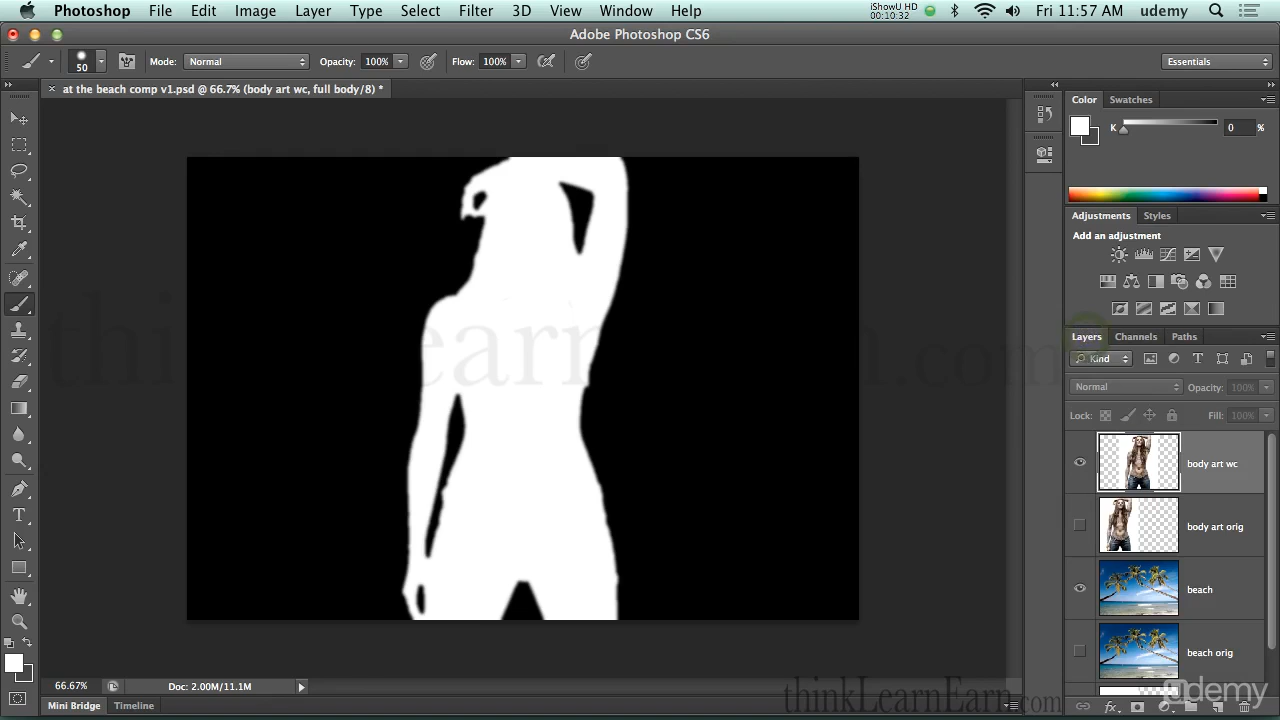 Photoshop File Edit Image Layer Type Select Filter 3D View Window Help iShowU HD 00:10:32 Fri 11:57 AM udemy
Adobe Photoshop CS6
50 Mode: Normal Opacity: 100% Flow: 100% Essentials
× at the beach comp v1.psd @ 66.7% (body art wc, full body/8) *
Color Swatches
K 0 %
Adjustments Styles
Add an adjustment
thinkLearnEarn.com
Layers Channels Paths
Kind
Normal Opacity: 100%
Lock: Fill: 100%
body art wc
body art orig
beach
beach orig
66.67% Doc: 2.00M/11.1M
thinkLearnEarn.com
udemy
Mini Bridge Timeline